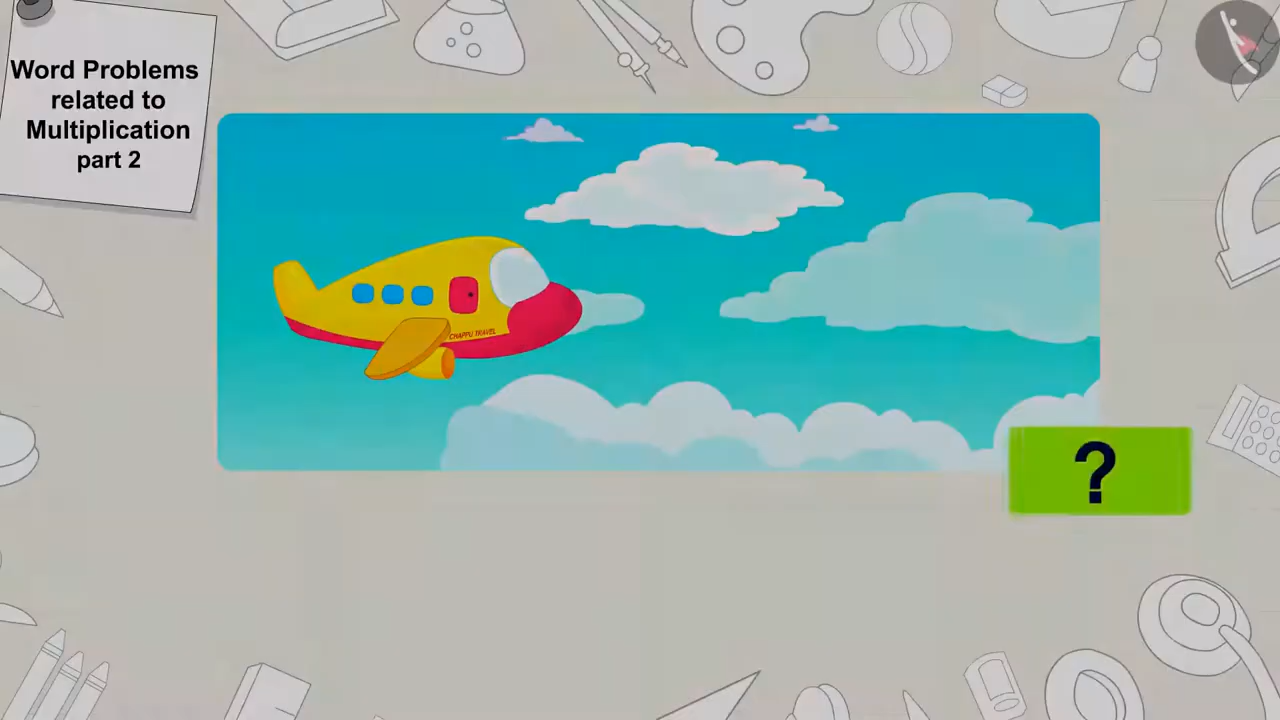 Word Problems
related to
Multiplication
part 2
CHAPPU TRAVEL
?